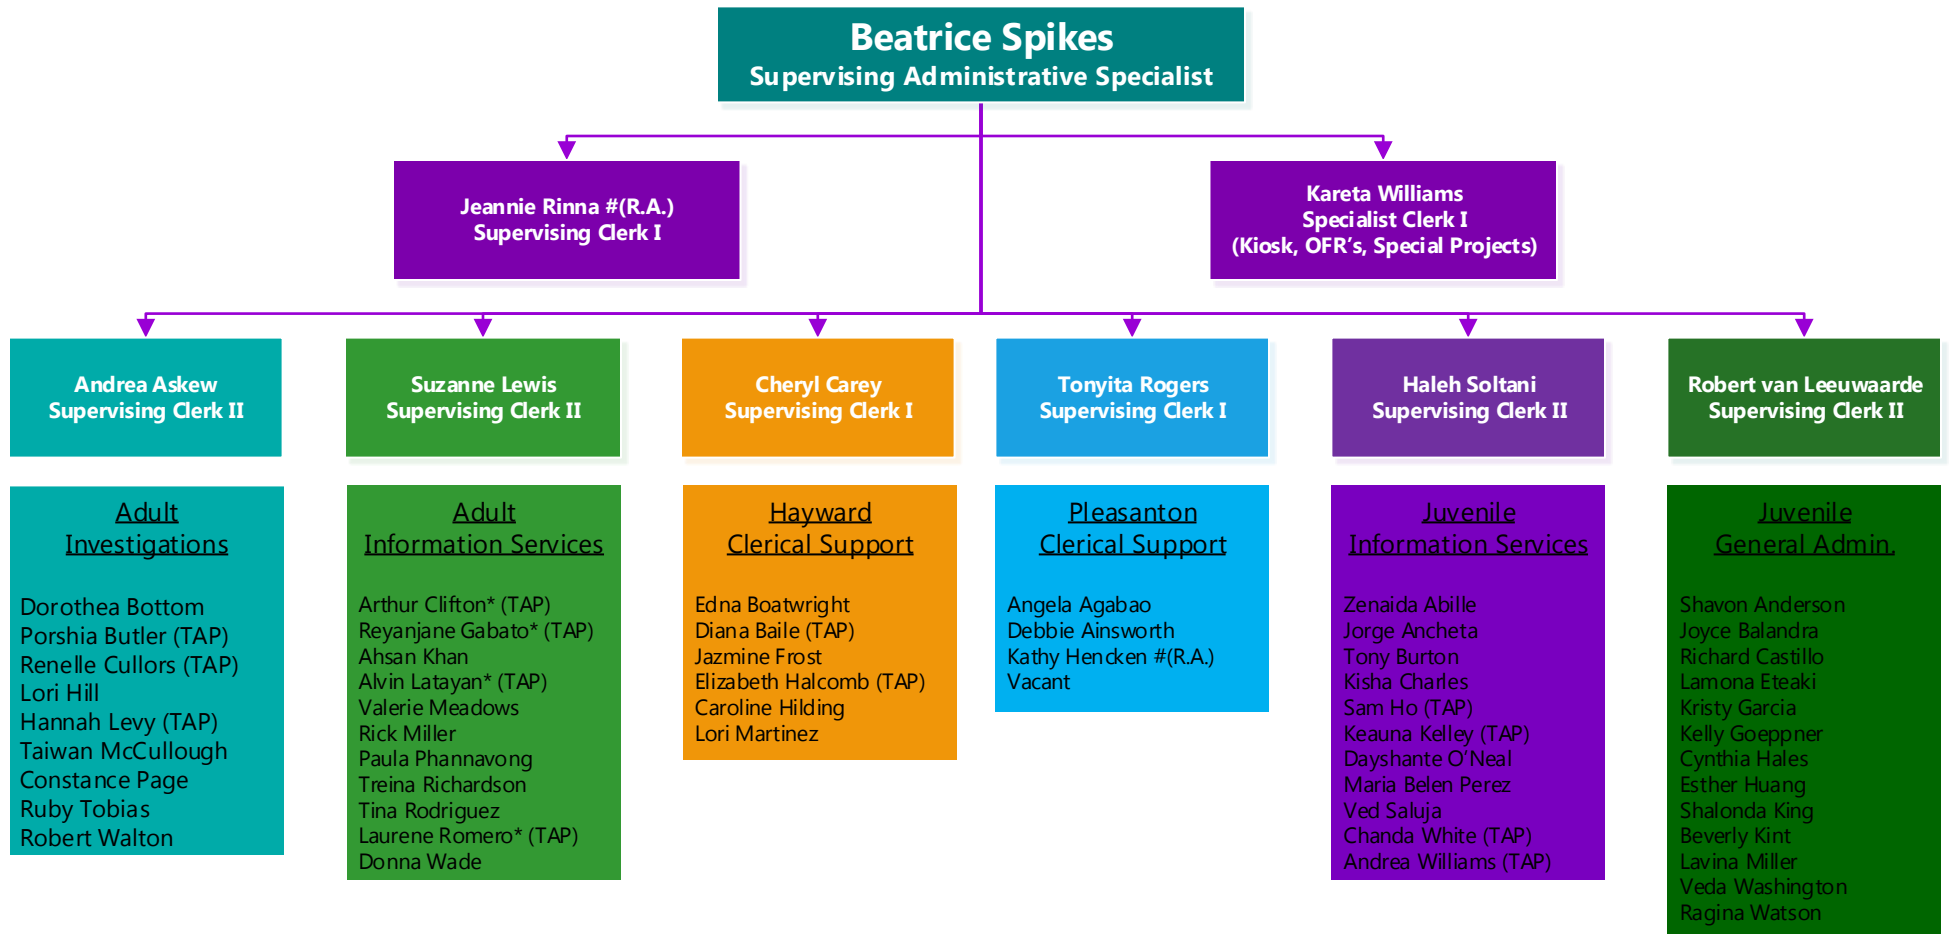 Beatrice Spikes
Supervising Administrative Specialist
Jeannie Rinna #(R.A.)
Supervising Clerk I
Kareta Williams
Specialist Clerk I
(Kiosk, OFR's, Special Projects)
Andrea Askew
Supervising Clerk II
Suzanne Lewis
Supervising Clerk II
Cheryl Carey
Supervising Clerk I
Tonyita Rogers
Supervising Clerk I
Haleh Soltani
Supervising Clerk II
Robert van Leeuwaarde
Supervising Clerk II
Adult
Investigations
Dorothea Bottom
Porshia Butler (TAP)
Renelle Cullors (TAP)
Lori Hill
Hannah Levy (TAP)
Taiwan McCullough
Constance Page
Ruby Tobias
Robert Walton
Adult
Information Services
Arthur Clifton* (TAP)
Reyanjane Gabato* (TAP)
Ahsan Khan
Alvin Latayan* (TAP)
Valerie Meadows
Rick Miller
Paula Phannavong
Treina Richardson
Tina Rodriguez
Laurene Romero* (TAP)
Donna Wade
Hayward
Clerical Support
Edna Boatwright
Diana Baile (TAP)
Jazmine Frost
Elizabeth Halcomb (TAP)
Caroline Hilding
Lori Martinez
Pleasanton
Clerical Support
Angela Agabao
Debbie Ainsworth
Kathy Hencken #(R.A.)
Vacant
Juvenile
Information Services
Zenaida Abille
Jorge Ancheta
Tony Burton
Kisha Charles
Sam Ho (TAP)
Keauna Kelley (TAP)
Dayshante O'Neal
Maria Belen Perez
Ved Saluja
Chanda White (TAP)
Andrea Williams (TAP)
Juvenile
General Admin.
Shavon Anderson
Joyce Balandra
Richard Castillo
Lamona Eteaki
Kristy Garcia
Kelly Goeppner
Cynthia Hales
Esther Huang
Shalonda King
Beverly Kint
Lavina Miller
Veda Washington
Ragina Watson